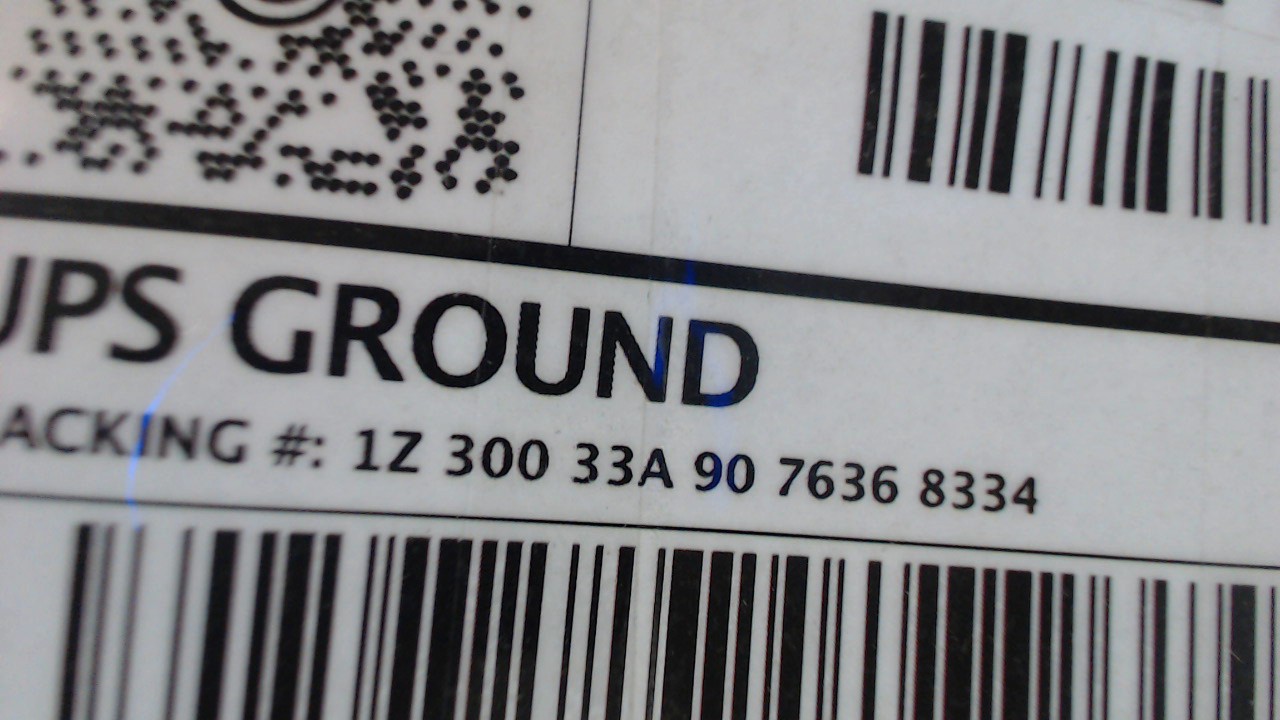 UPS GROUND
ACKING #: 1Z 300 33A 90 7636 8334